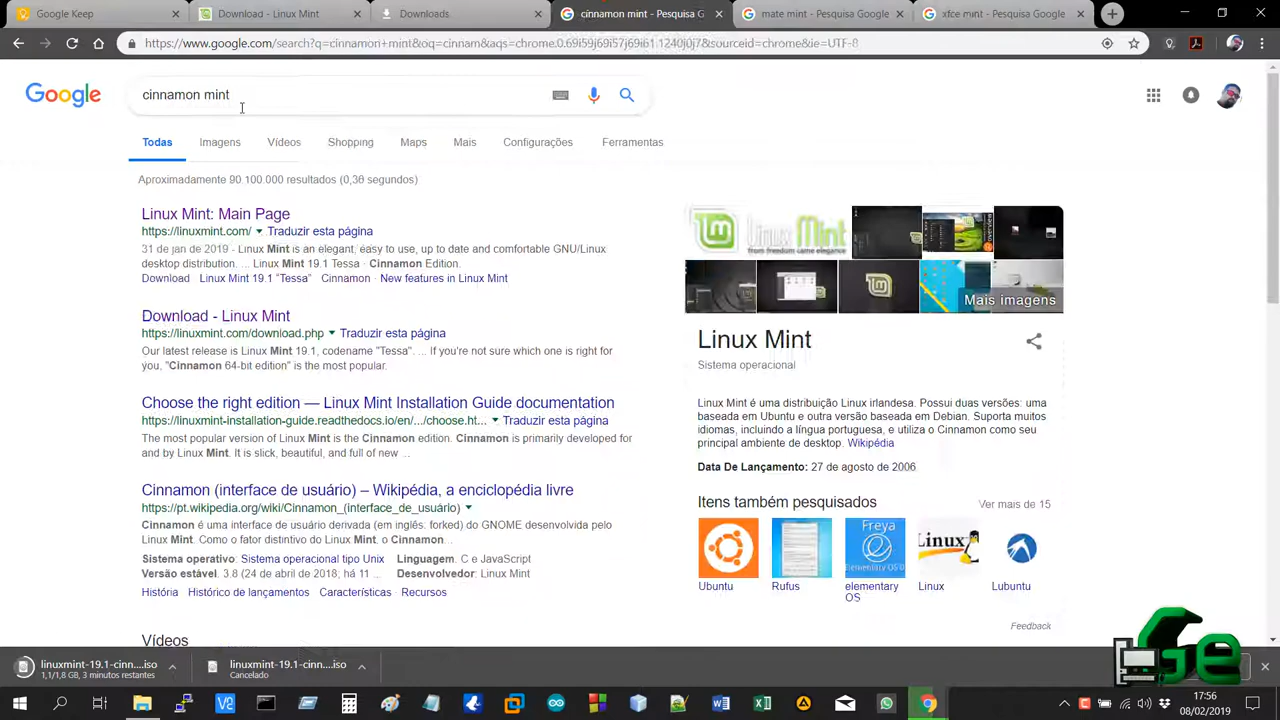 Google Keep
Download - Linux Mint
Downloads
cinnamon mint - Pesquisa G
mate mint - Pesquisa Google
xfce mint - Pesquisa Google
https://www.google.com/search?q=cinnamon+mint&oq=cinnam&aqs=chrome.0.69i59j69i57j69i61.1240j0j7&sourceid=chrome&ie=UTF-8
Google
cinnamon mint
Todas Imagens Vídeos Shopping Maps Mais Configurações Ferramentas
Aproximadamente 90.100.000 resultados (0,36 segundos)
Linux Mint: Main Page
https://linuxmint.com/ Traduzir esta página
31 de jan de 2019 - Linux Mint is an elegant, easy to use, up to date and comfortable GNU/Linux
desktop distribution. ... Linux Mint 19.1 Tessa · Cinnamon Edition.
Download Linux Mint 19.1 "Tessa" Cinnamon New features in Linux Mint
Download - Linux Mint
https://linuxmint.com/download.php Traduzir esta página
Our latest release is Linux Mint 19.1, codename "Tessa". ... If you're not sure which one is right for
you, "Cinnamon 64-bit edition" is the most popular.
Choose the right edition — Linux Mint Installation Guide documentation
https://linuxmint-installation-guide.readthedocs.io/en/.../choose.ht... Traduzir esta página
The most popular version of Linux Mint is the Cinnamon edition. Cinnamon is primarily developed for
and by Linux Mint. It is slick, beautiful, and full of new ...
Cinnamon (interface de usuário) – Wikipédia, a enciclopédia livre
https://pt.wikipedia.org/wiki/Cinnamon_(interface_de_usuário)
Cinnamon é uma interface de usuário derivada (em inglês: forked) do GNOME desenvolvida pelo
Linux Mint. Como o fator distintivo do Linux Mint, o Cinnamon...
Sistema operativo: Sistema operacional tipo Unix Linguagem: C e JavaScript
Versão estável: 3.8 (24 de abril de 2018; há 11 ... Desenvolvedor: Linux Mint
História Histórico de lançamentos Características Recursos
Vídeos
Linux Mint
from freedom came elegance
Mais imagens
Linux Mint
Sistema operacional
Linux Mint é uma distribuição Linux irlandesa. Possui duas versões: uma
baseada em Ubuntu e outra versão baseada em Debian. Suporta muitos
idiomas, incluindo a língua portuguesa, e utiliza o Cinnamon como seu
principal ambiente de desktop. Wikipédia
Data De Lançamento: 27 de agosto de 2006
Itens também pesquisados Ver mais de 15
Freya
Elementary OS
Linux
Ubuntu Rufus elementary OS Linux Lubuntu
Feedback
Ge
linuxmint-19.1-cinn....iso
1,1/1,8 GB, 3 minutos restantes
linuxmint-19.1-cinn....iso
Cancelado
17:56
08/02/2019